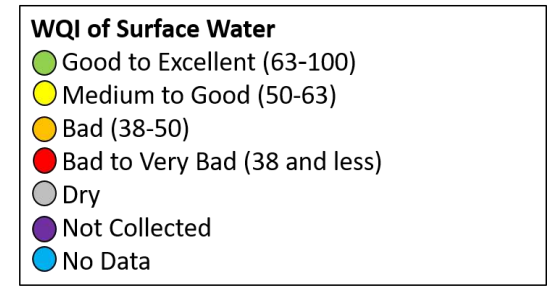 WQI of Surface Water
Good to Excellent (63-100)
Medium to Good (50-63)
Bad (38-50)
Bad to Very Bad (38 and less)
Dry
Not Collected
No Data